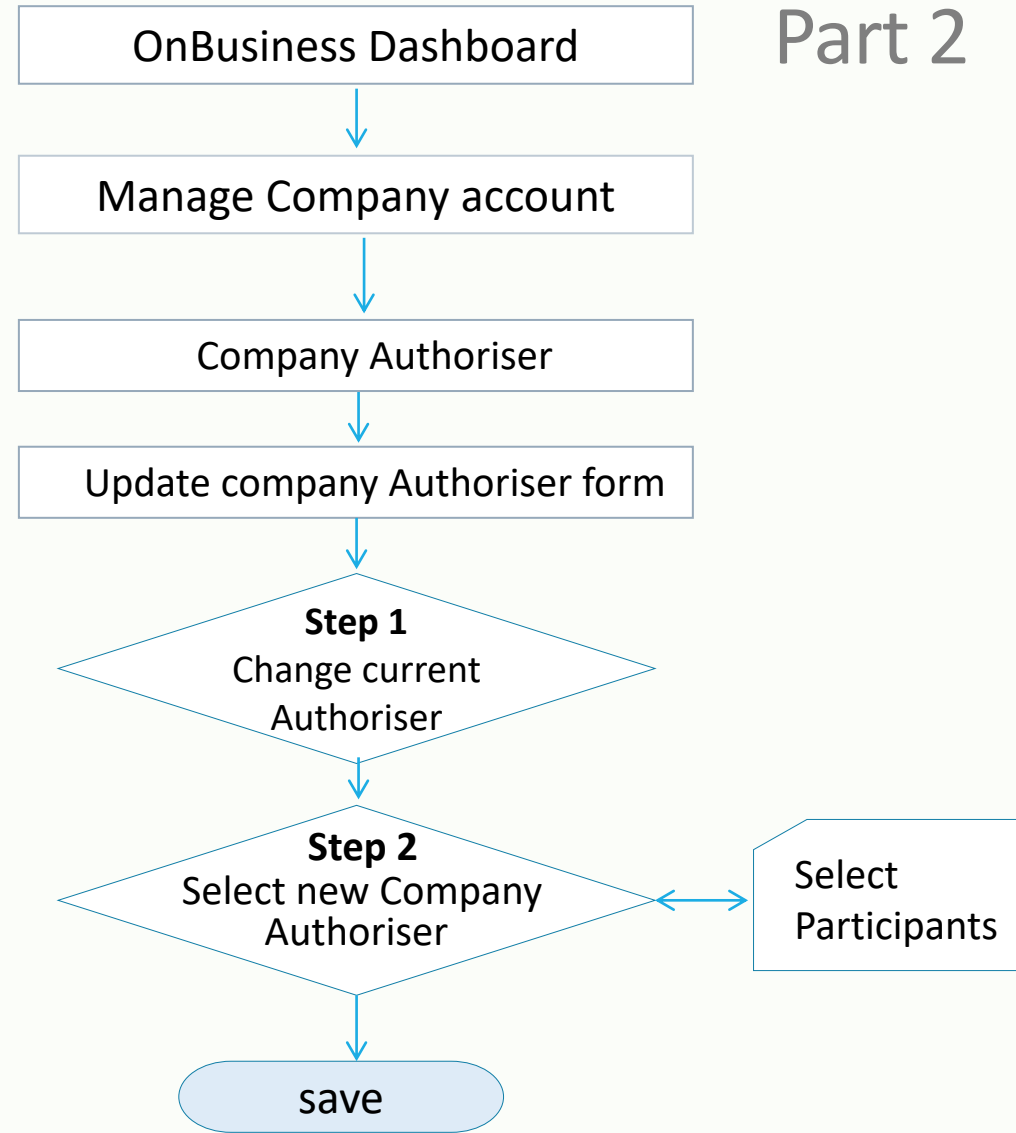 Part 2
OnBusiness Dashboard
Manage Company account
Company Authoriser
Update company Authoriser form
Step 1
Change current
Authoriser
Step 2
Select new Company
Authoriser
Select
Participants
save